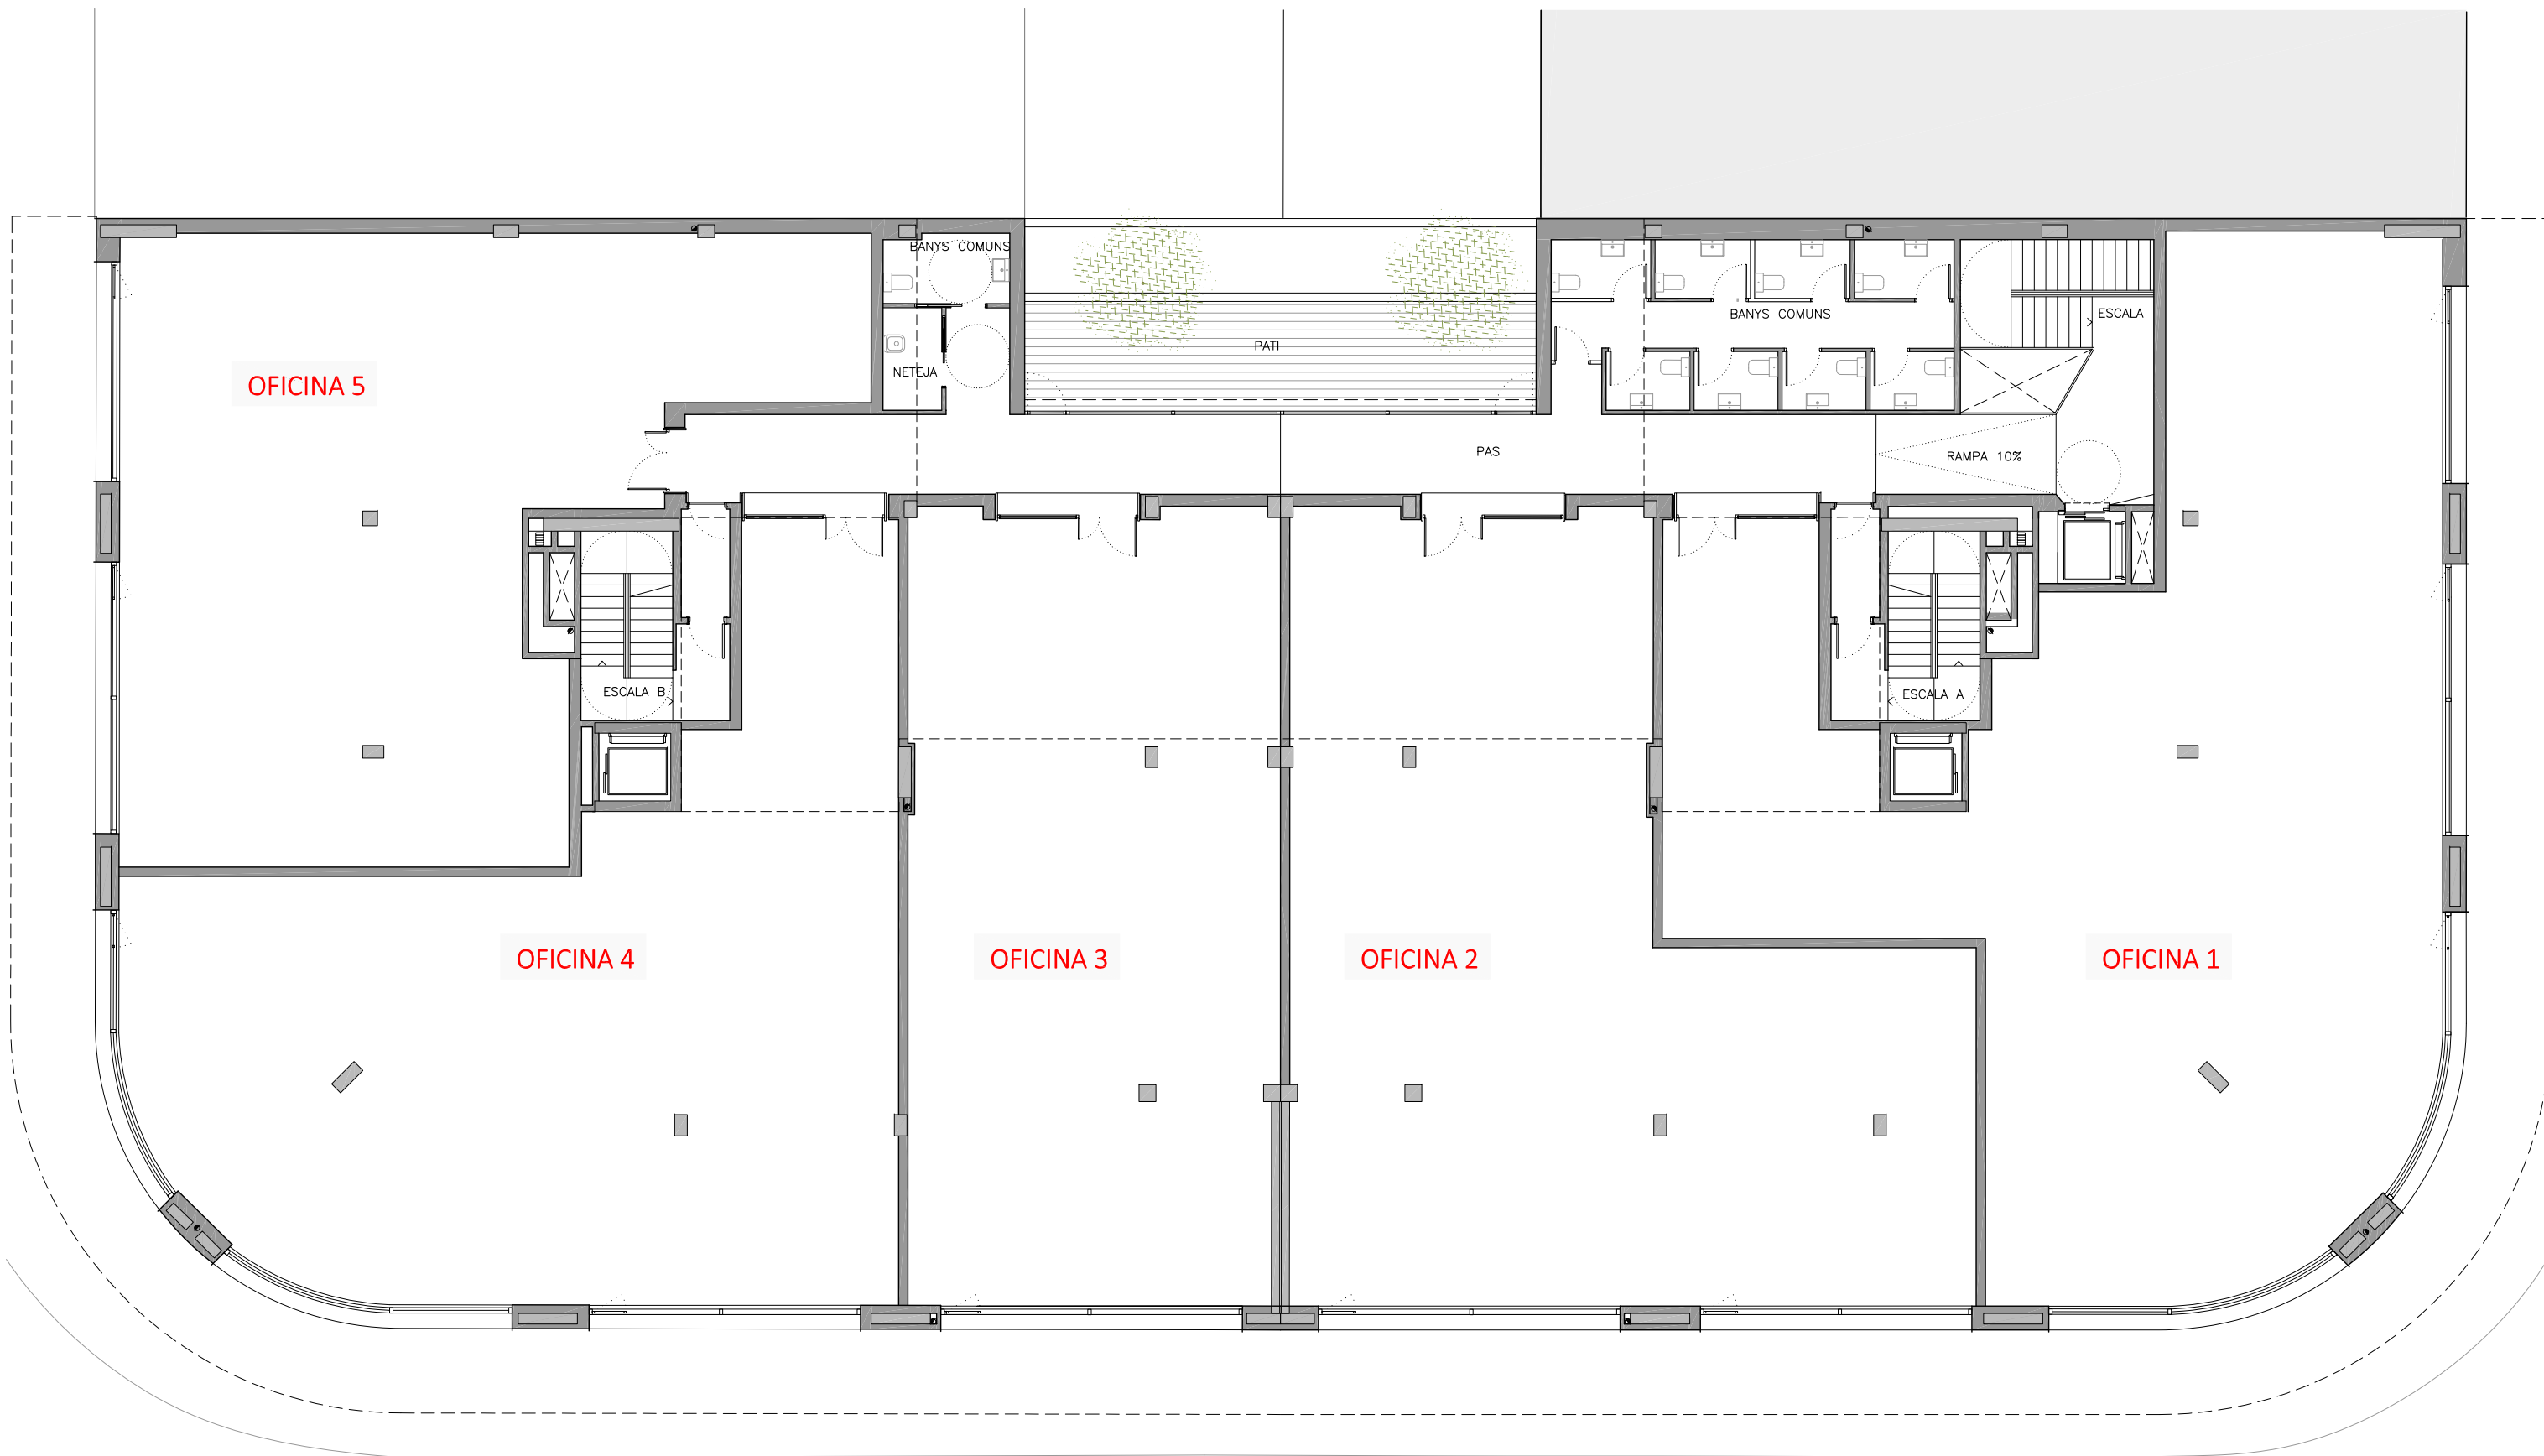 BANYS COMUNS
BANYS COMUNS
ESCALA
PATI
NETEJA
OFICINA 5
PAS
RAMPA 10%
ESCALA B
ESCALA A
OFICINA 4
OFICINA 3
OFICINA 2
OFICINA 1